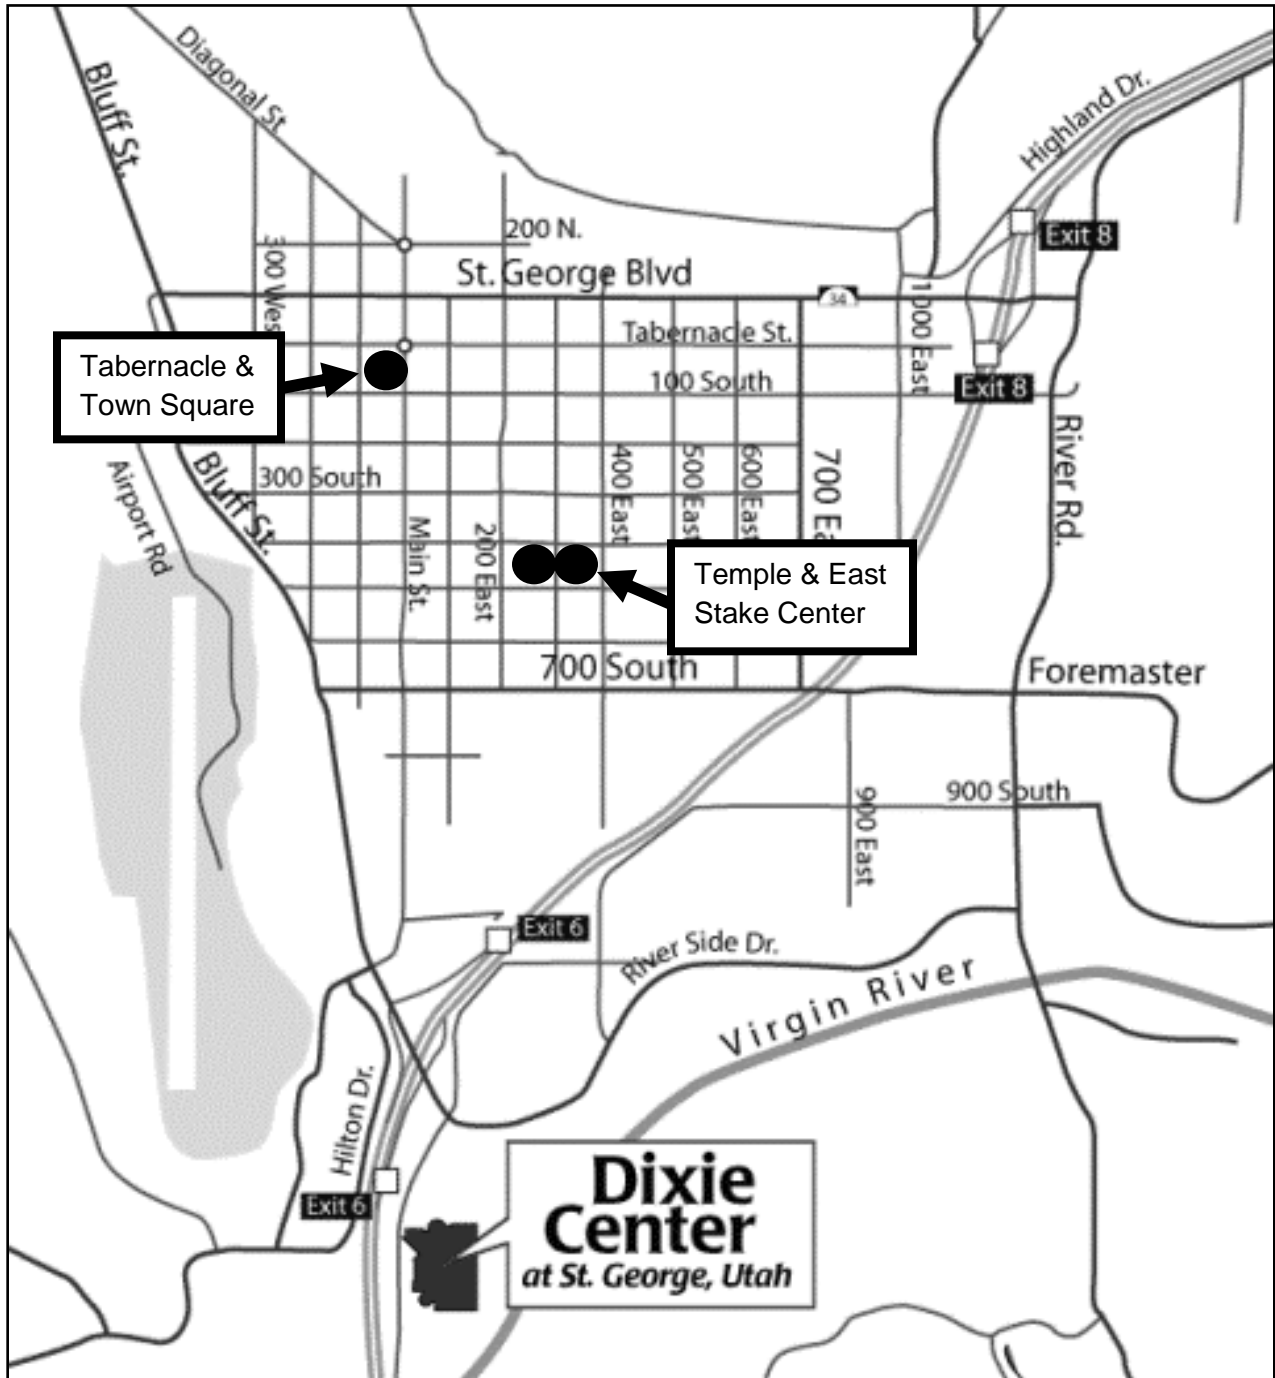 Diagonal St
Bluff St.
Highland Dr.
200 N.
Exit 8
300 Wes
St. George Blvd
34
1000 East
Tabernacle St.
Tabernacle &
Town Square
100 South
Exit 8
River Rd.
Airport Rd
Bluff St.
300 South
400 East
500 East
600 East
700 Ea
Main St.
200 East
Temple & East
Stake Center
700 South
Foremaster
900 South
900 East
Exit 6
River Side Dr.
Virgin River
Hilton Dr.
Exit 6
Dixie
Center
at St. George, Utah